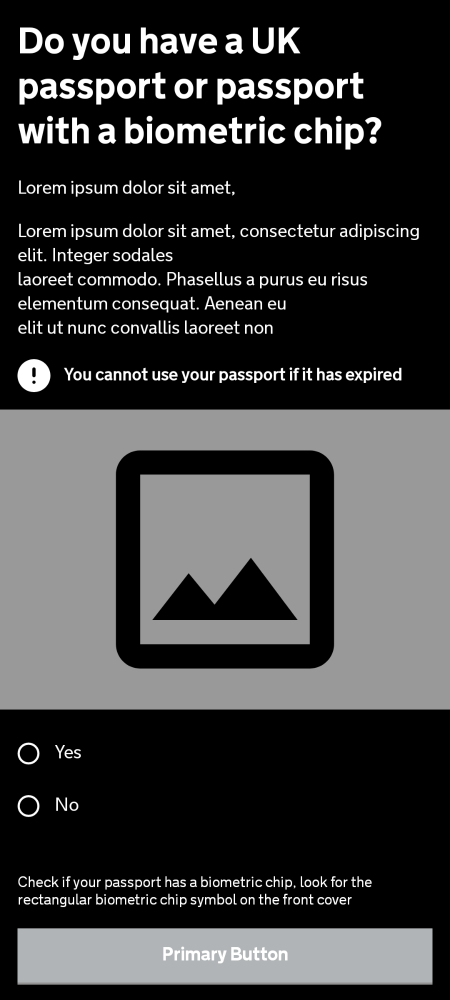 Do you have a UK
passport or passport
with a biometric chip?
Lorem ipsum dolor sit amet,
Lorem ipsum dolor sit amet, consectetur adipiscing
elit. Integer sodales
laoreet commodo. Phasellus a purus eu risus
elementum consequat. Aenean eu
elit ut nunc convallis laoreet non
! You cannot use your passport if it has expired
Yes
No
Check if your passport has a biometric chip, look for the
rectangular biometric chip symbol on the front cover
Primary Button